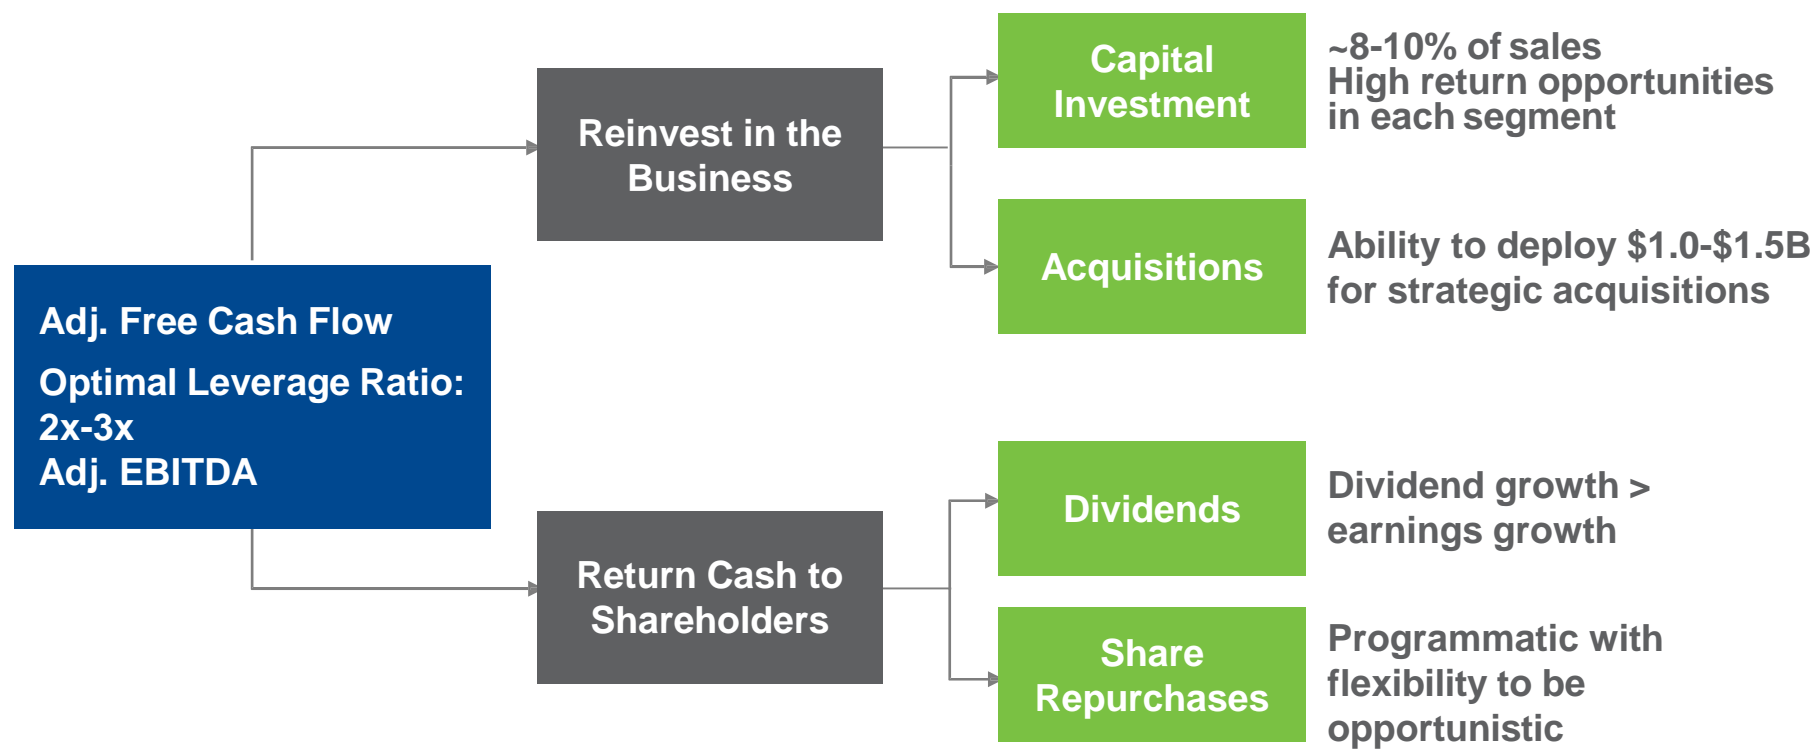 Adj. Free Cash Flow
Optimal Leverage Ratio:
2x-3x
Adj. EBITDA
Reinvest in the
Business
Capital
Investment
~8-10% of sales
High return opportunities
in each segment
Acquisitions
Ability to deploy $1.0-$1.5B
for strategic acquisitions
Return Cash to
Shareholders
Dividends
Dividend growth >
earnings growth
Share
Repurchases
Programmatic with
flexibility to be
opportunistic